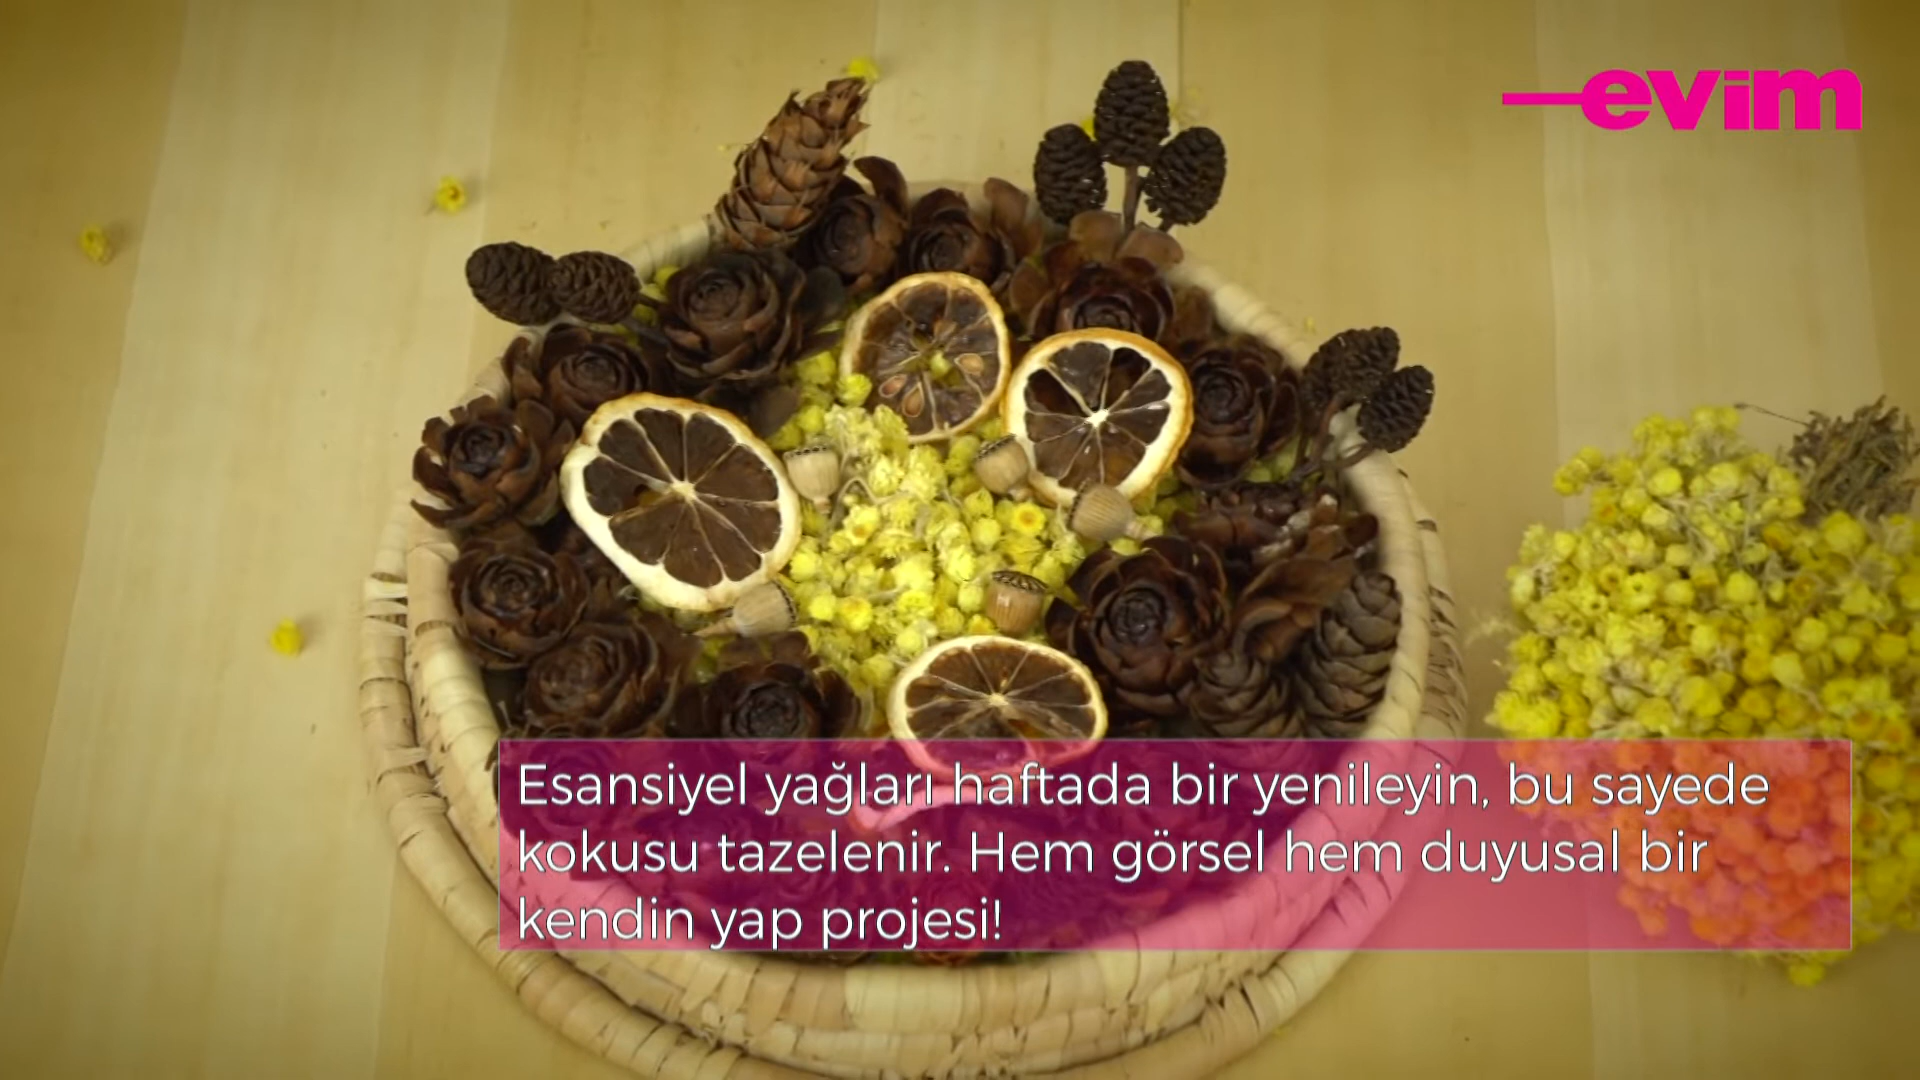 evim
Esansiyel yağları haftada bir yenileyin, bu sayede
kokusu tazelenir. Hem görsel hem duyusal bir
kendin yap projesi!